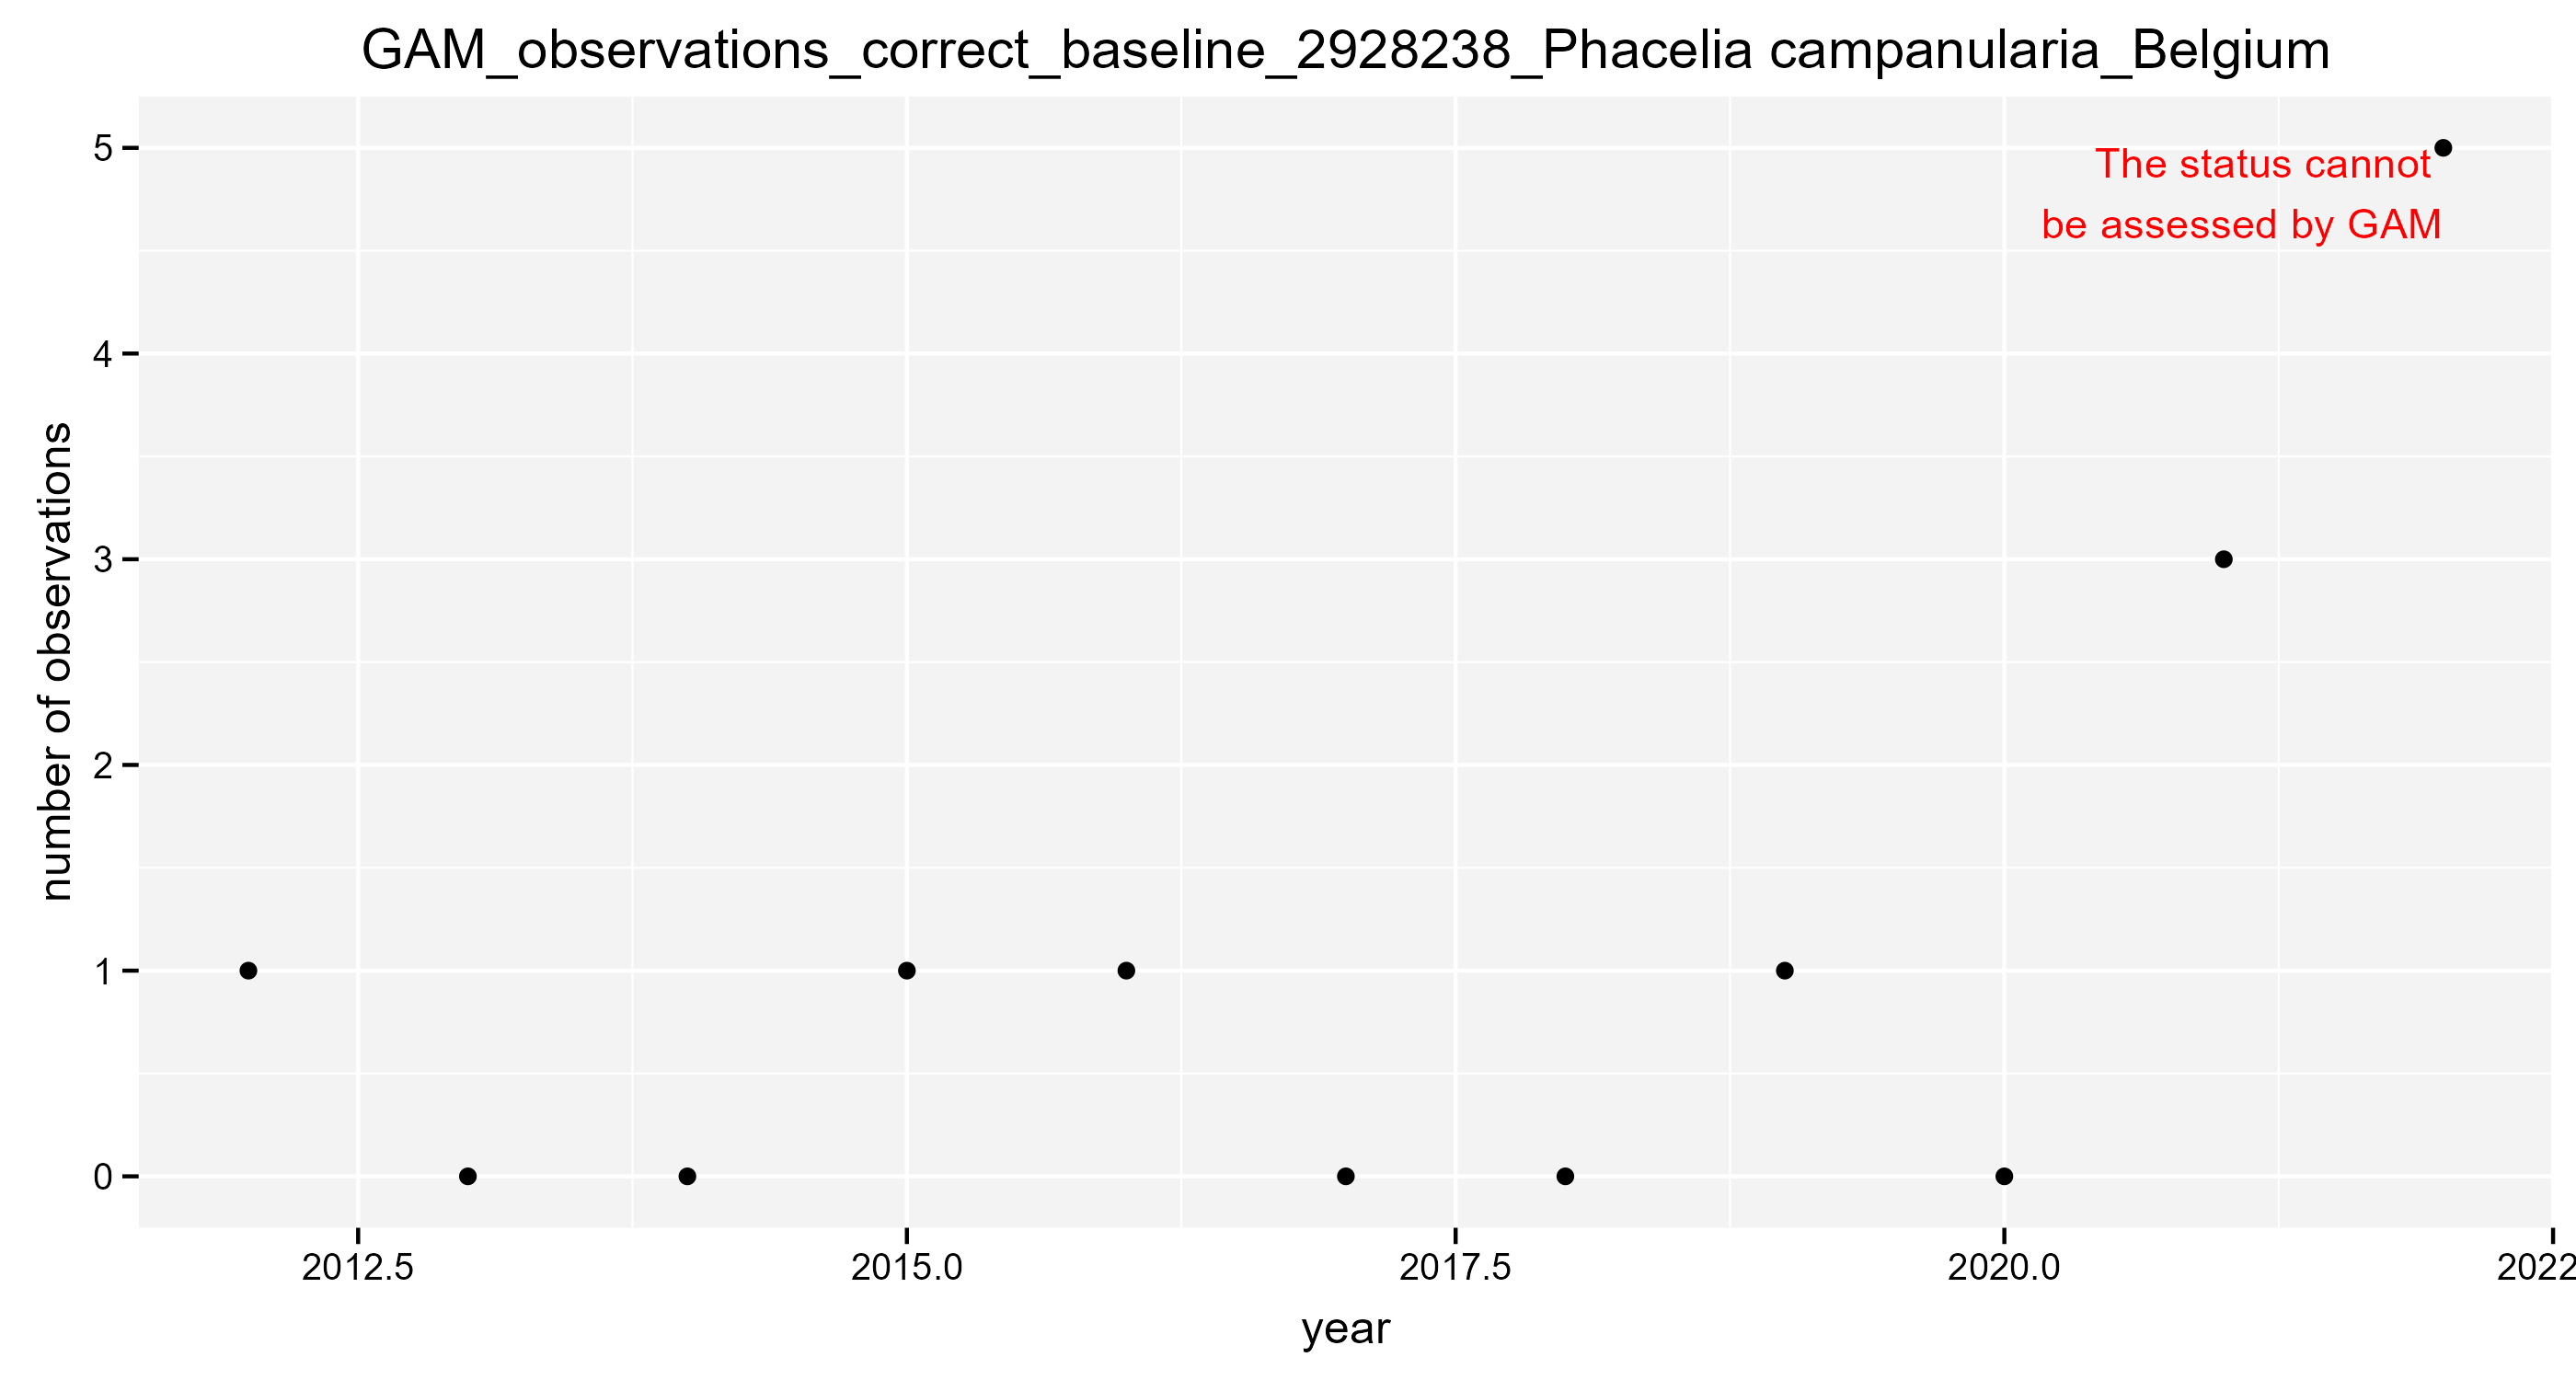 GAM_observations_correct_baseline_2928238_Phacelia campanularia_Belgium
5
The status cannot
be assessed by GAM
4
3
2
1
0
number of observations
2012.5
2015.0
2017.5
2020.0
2022
year